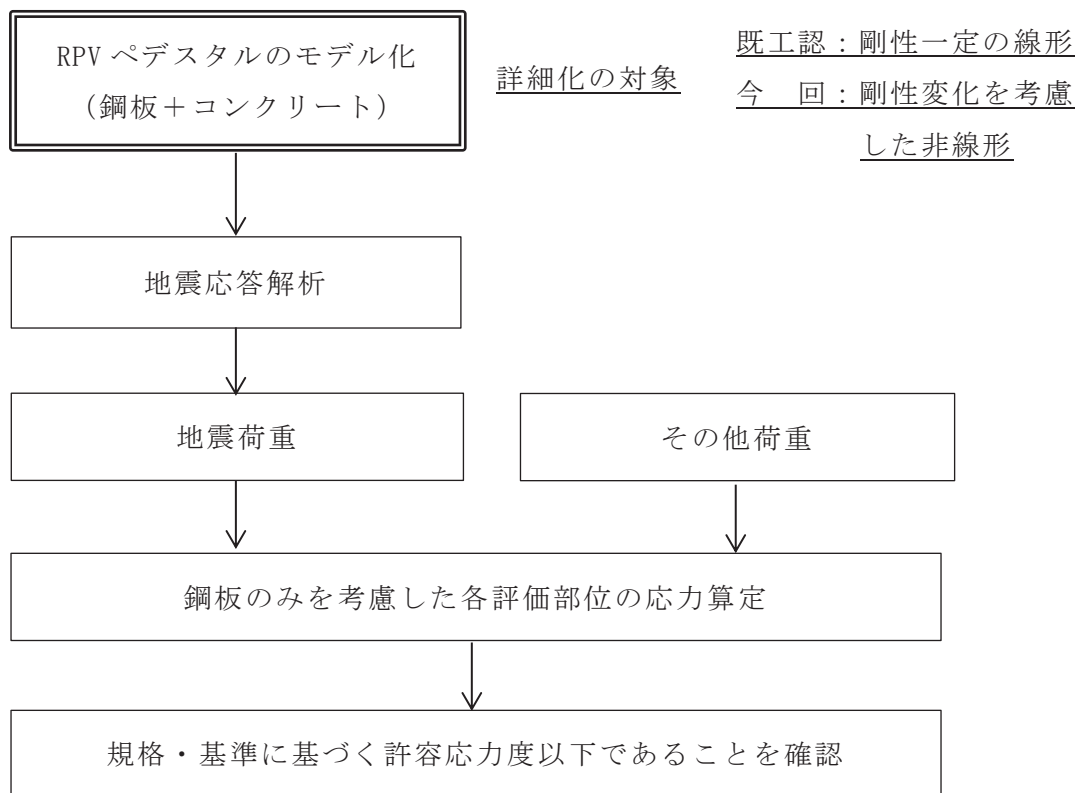 RPVペデスタルのモデル化
(鋼板+コンクリート)
詳細化の対象
既工認:剛性一定の線形
今 回:剛性変化を考慮
した非線形
地震応答解析
地震荷重
その他荷重
鋼板のみを考慮した各評価部位の応力算定
規格・基準に基づく許容応力度以下であることを確認